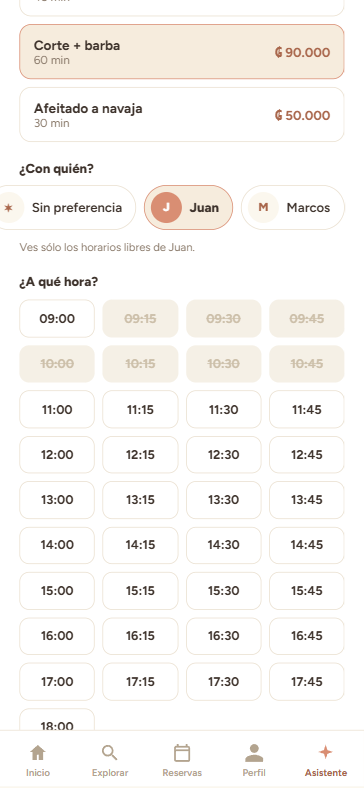 Corte + barba
60 min
₲ 90.000
Afeitado a navaja
30 min
₲ 50.000
¿Con quién?
Sin preferencia
J Juan
M Marcos
Ves sólo los horarios libres de Juan.
¿A qué hora?
09:00 09:15 09:30 09:45
10:00 10:15 10:30 10:45
11:00 11:15 11:30 11:45
12:00 12:15 12:30 12:45
13:00 13:15 13:30 13:45
14:00 14:15 14:30 14:45
15:00 15:15 15:30 15:45
16:00 16:15 16:30 16:45
17:00 17:15 17:30 17:45
18:00
Inicio Explorar Reservas Perfil Asistente